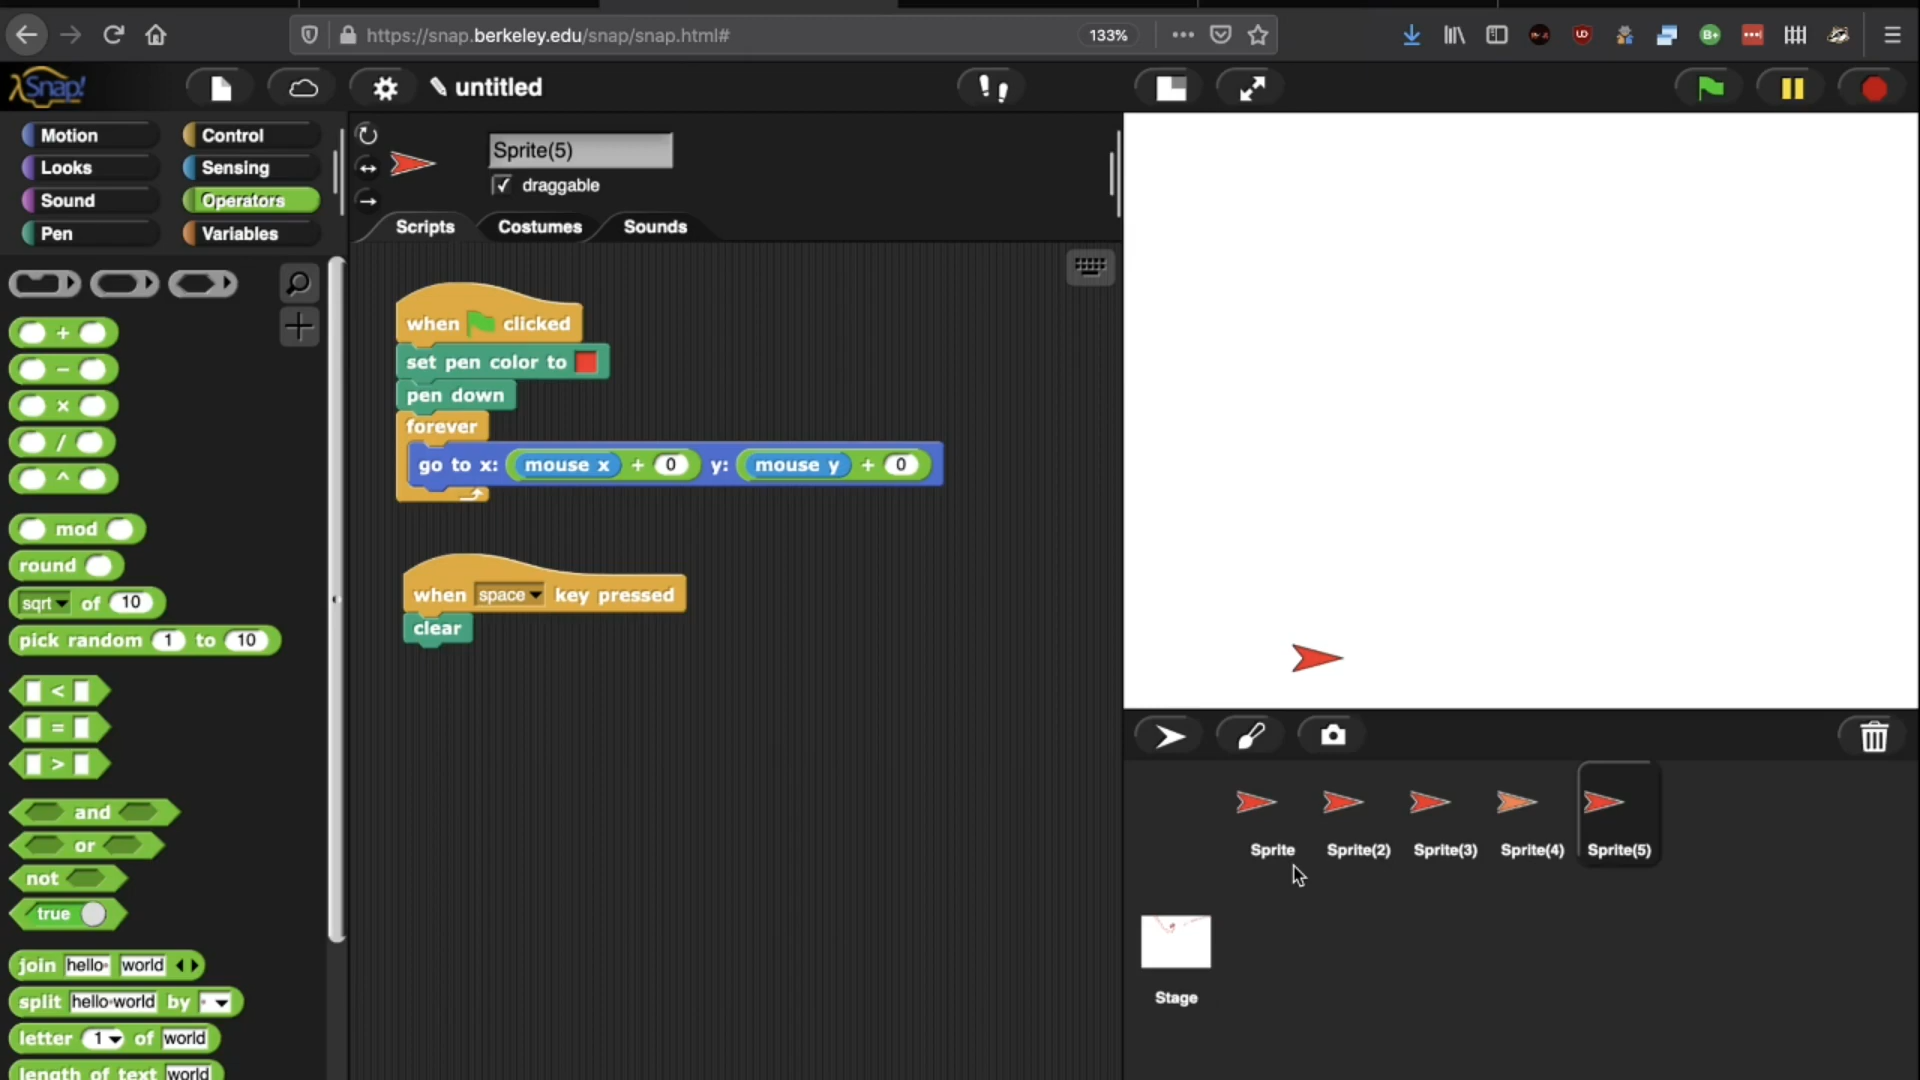 https://snap.berkeley.edu/snap/snap.html#
133%
Snap!
untitled
Motion
Control
Looks
Sensing
Sound
Operators
Pen
Variables
Sprite(5)
draggable
Scripts
Costumes
Sounds
+
−
×
/
^
mod
round
sqrt of 10
pick random 1 to 10
<
=
>
and
or
not
true
join hello world
split hello world by
letter 1 of world
length of text world
when clicked
set pen color to
pen down
forever
go to x: mouse x + 0 y: mouse y + 0
when space key pressed
clear
Sprite
Sprite(2)
Sprite(3)
Sprite(4)
Sprite(5)
Stage